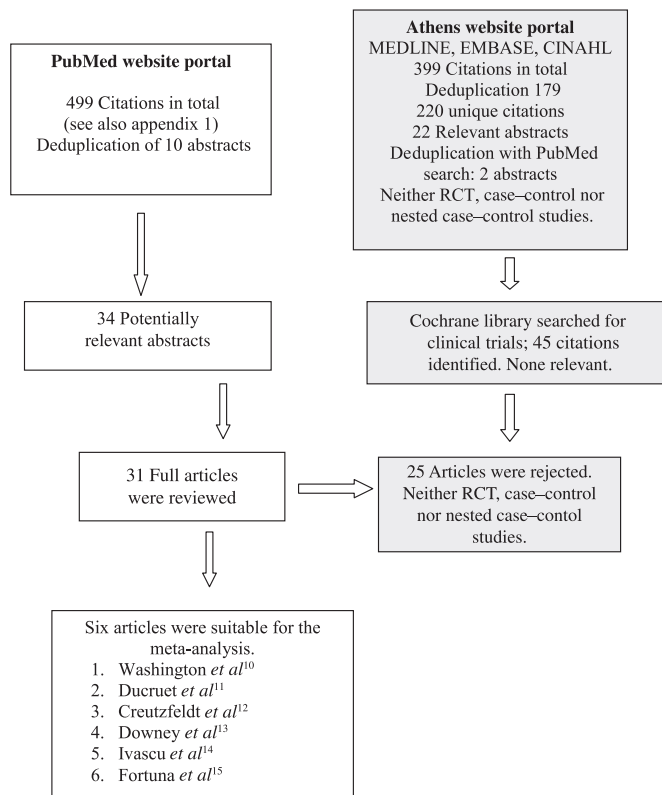 PubMed website portal
499 Citations in total
(see also appendix 1)
Deduplication of 10 abstracts
Athens website portal
MEDLINE, EMBASE, CINAHL
399 Citations in total
Deduplication 179
220 unique citations
22 Relevant abstracts
Deduplication with PubMed
search: 2 abstracts
Neither RCT, case–control nor
nested case–control studies.
34 Potentially
relevant abstracts
Cochrane library searched for
clinical trials; 45 citations
identified. None relevant.
31 Full articles
were reviewed
25 Articles were rejected.
Neither RCT, case–control
nor nested case–contol
studies.
Six articles were suitable for the
meta-analysis.
1. Washington et al10
2. Ducruet et al11
3. Creutzfeldt et al12
4. Downey et al13
5. Ivascu et al14
6. Fortuna et al15